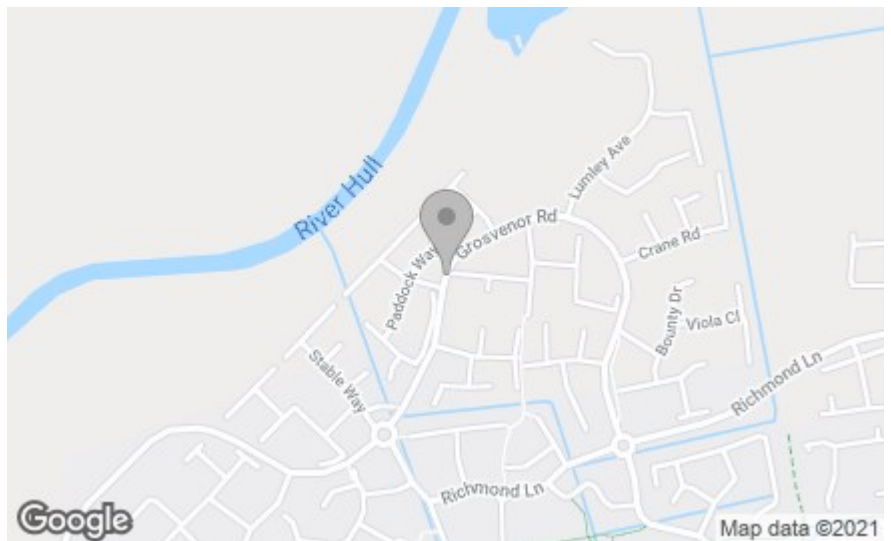 River Hull
Lumley Ave
Grosvenor Rd
Paddock Way
Crane Rd
Bounty Dr
Viola Cl
Stable Way
Richmond Ln
Richmond Ln
Google
Map data ©2021